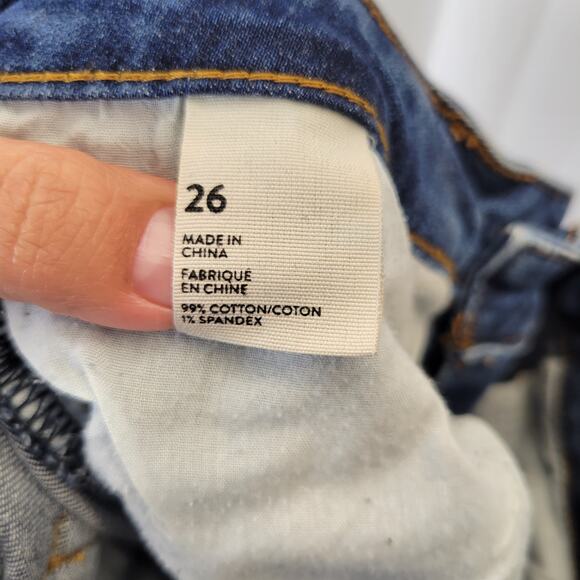 26
MADE IN
CHINA
FABRIQUÉ
EN CHINE
99% COTTON/COTON
1% SPANDEX